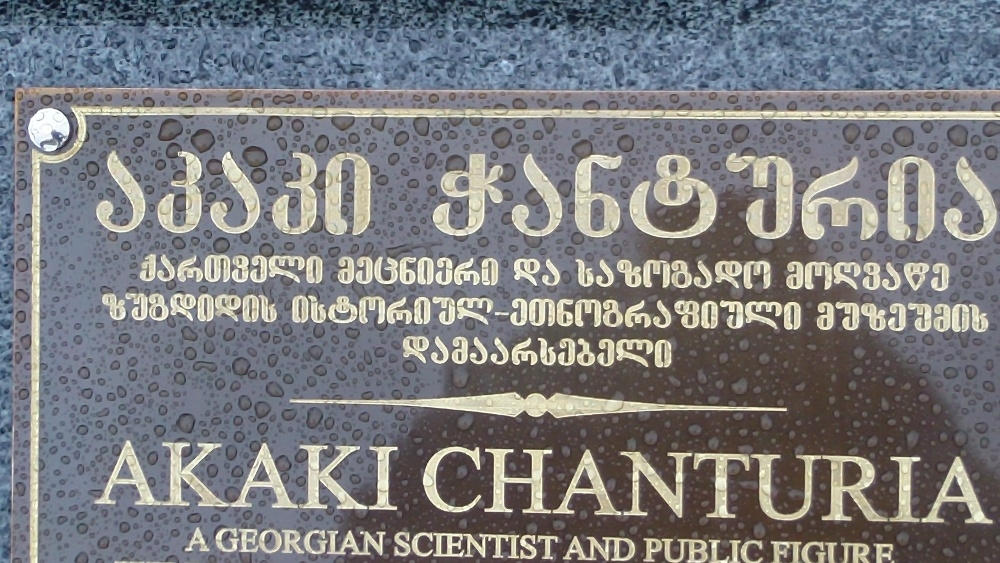 აკაკი ჭანტურია
ქართველი მეცნიერი და საზოგადო მოღვაწე
ზუგდიდის ისტორიულ-ეთნოგრაფიული მუზეუმის
დამაარსებელი
AKAKI CHANTURIA
A GEORGIAN SCIENTIST AND PUBLIC FIGURE